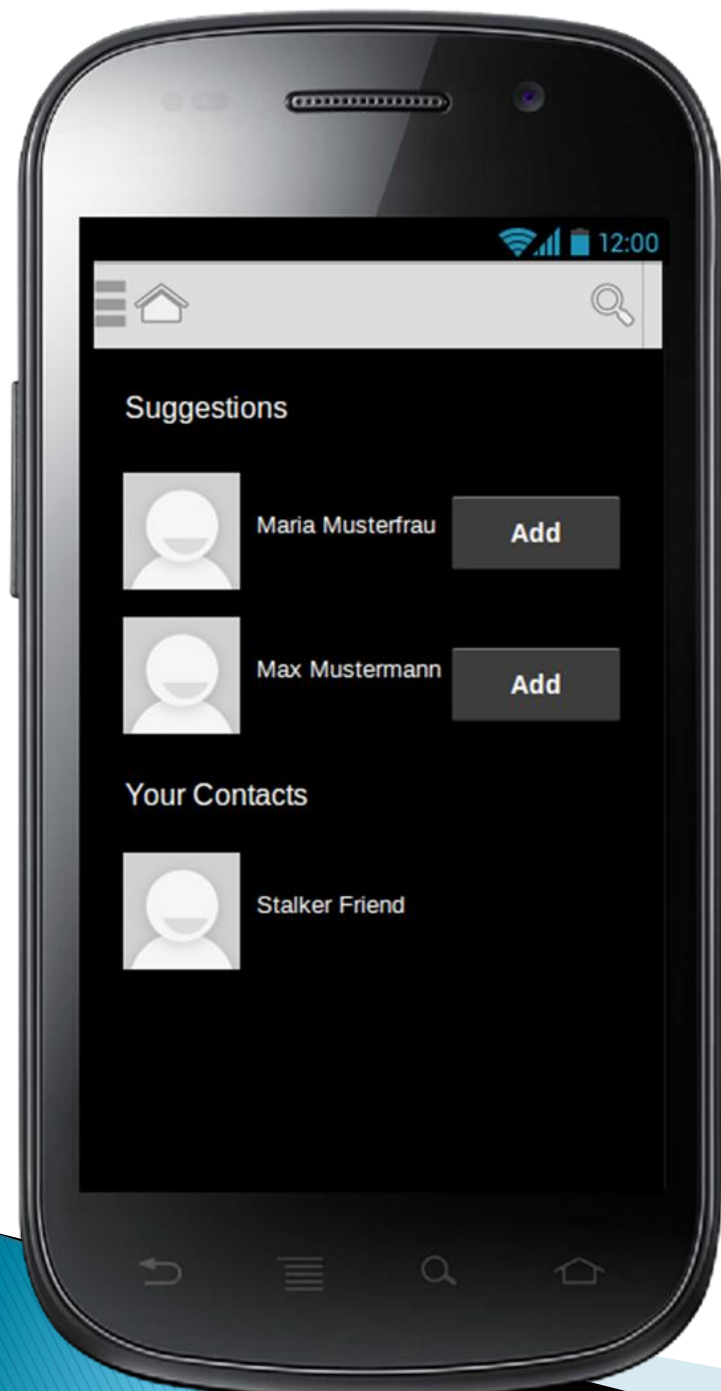 12:00
Suggestions
Maria Musterfrau
Add
Max Mustermann
Add
Your Contacts
Stalker Friend